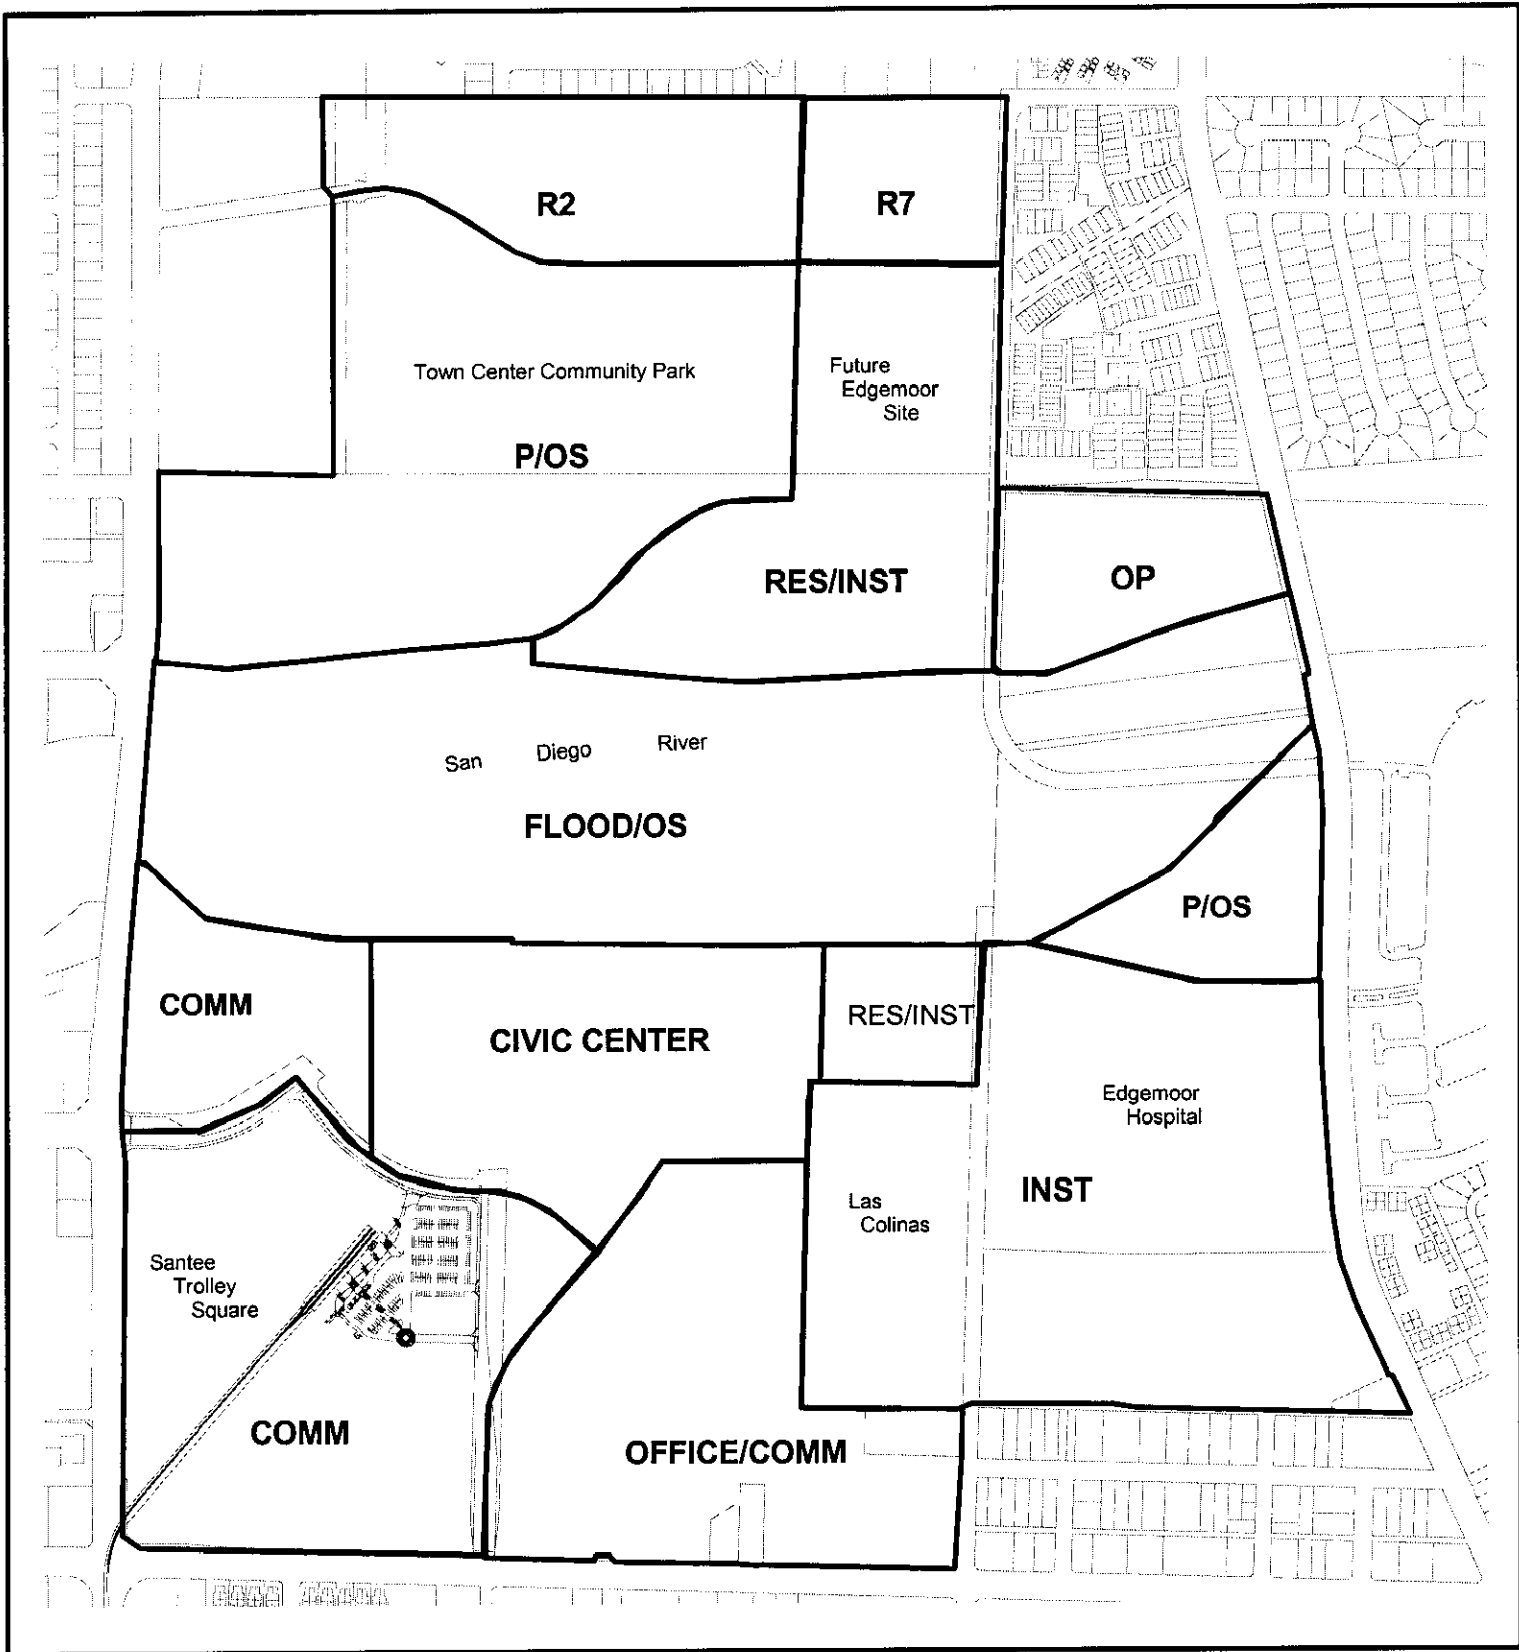 R2
R7
Town Center Community Park
Future
Edgemoor
Site
P/OS
RES/INST
OP
San Diego River
FLOOD/OS
P/OS
COMM
CIVIC CENTER
RES/INST
Edgemoor
Hospital
INST
Las
Colinas
Santee
Trolley
Square
COMM
OFFICE/COMM